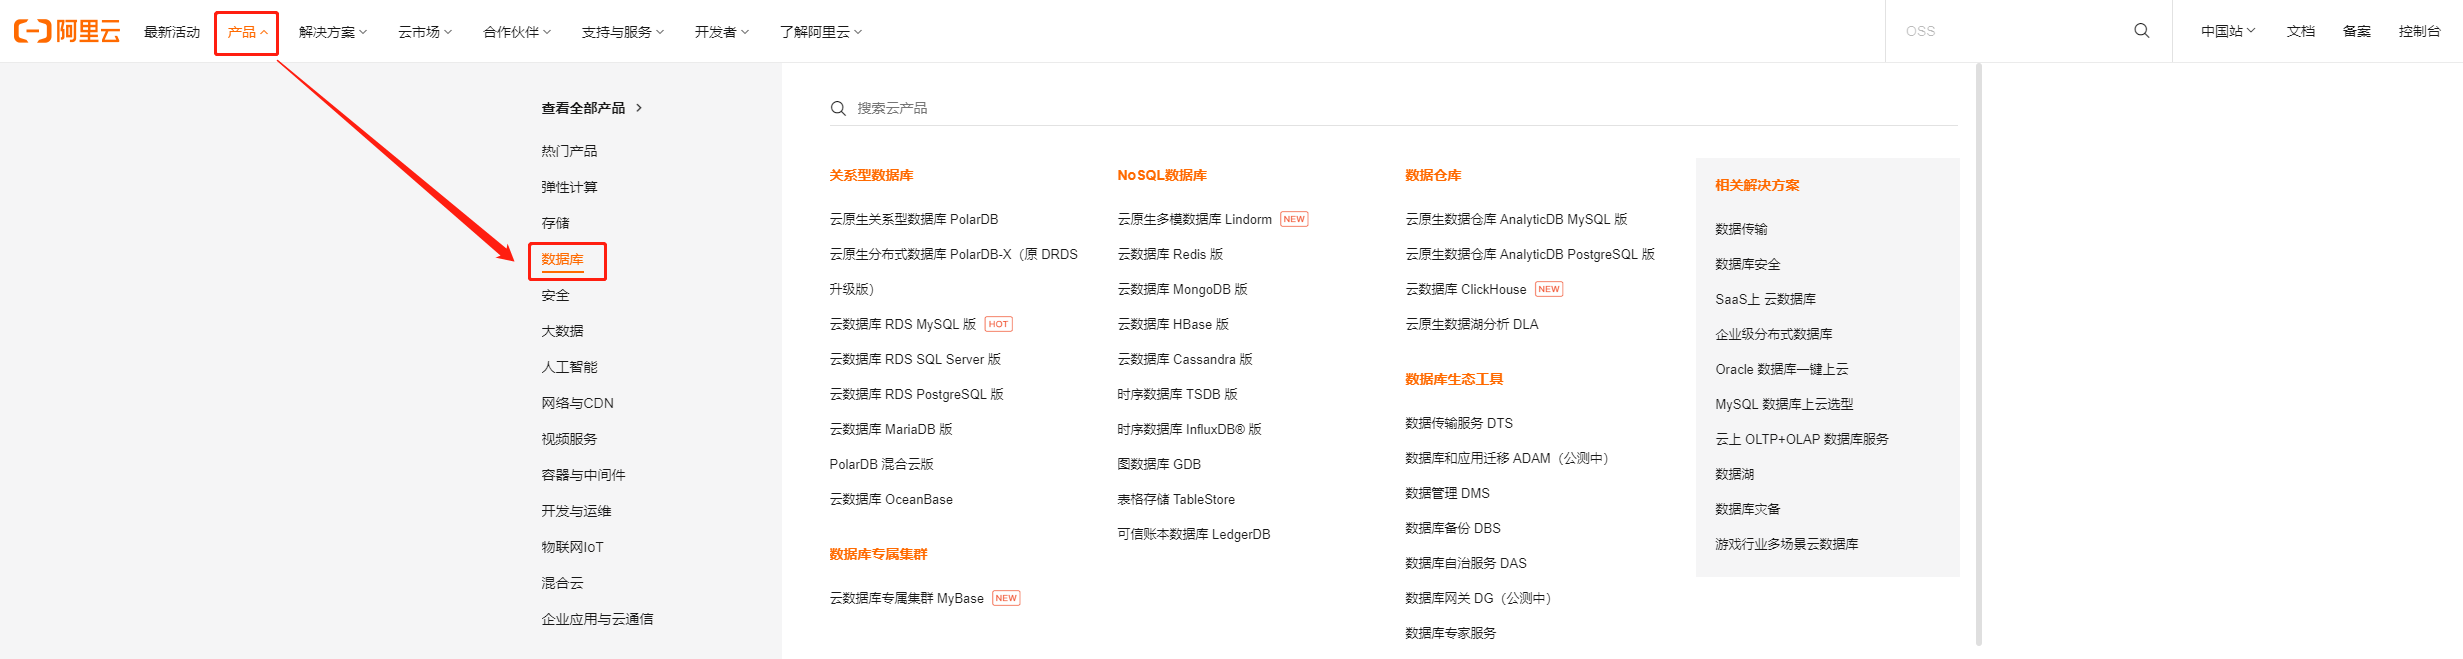 阿里云
最新活动
产品
解决方案
云市场
合作伙伴
支持与服务
开发者
了解阿里云
OSS
中国站
文档
备案
控制台
查看全部产品
热门产品
弹性计算
存储
数据库
安全
大数据
人工智能
网络与CDN
视频服务
容器与中间件
开发与运维
物联网IoT
混合云
企业应用与云通信
搜索云产品
关系型数据库
云原生关系型数据库 PolarDB
云原生分布式数据库 PolarDB-X（原 DRDS
升级版）
云数据库 RDS MySQL 版 HOT
云数据库 RDS SQL Server 版
云数据库 RDS PostgreSQL 版
云数据库 MariaDB 版
PolarDB 混合云版
云数据库 OceanBase
数据库专属集群
云数据库专属集群 MyBase NEW
NoSQL数据库
云原生多模数据库 Lindorm NEW
云数据库 Redis 版
云数据库 MongoDB 版
云数据库 HBase 版
云数据库 Cassandra 版
时序数据库 TSDB 版
时序数据库 InfluxDB® 版
图数据库 GDB
表格存储 TableStore
可信账本数据库 LedgerDB
数据仓库
云原生数据仓库 AnalyticDB MySQL 版
云原生数据仓库 AnalyticDB PostgreSQL 版
云数据库 ClickHouse NEW
云原生数据湖分析 DLA
数据库生态工具
数据传输服务 DTS
数据库和应用迁移 ADAM（公测中）
数据管理 DMS
数据库备份 DBS
数据库自治服务 DAS
数据库网关 DG（公测中）
数据库专家服务
相关解决方案
数据传输
数据库安全
SaaS上 云数据库
企业级分布式数据库
Oracle 数据库一键上云
MySQL 数据库上云选型
云上 OLTP+OLAP 数据库服务
数据湖
数据库灾备
游戏行业多场景云数据库